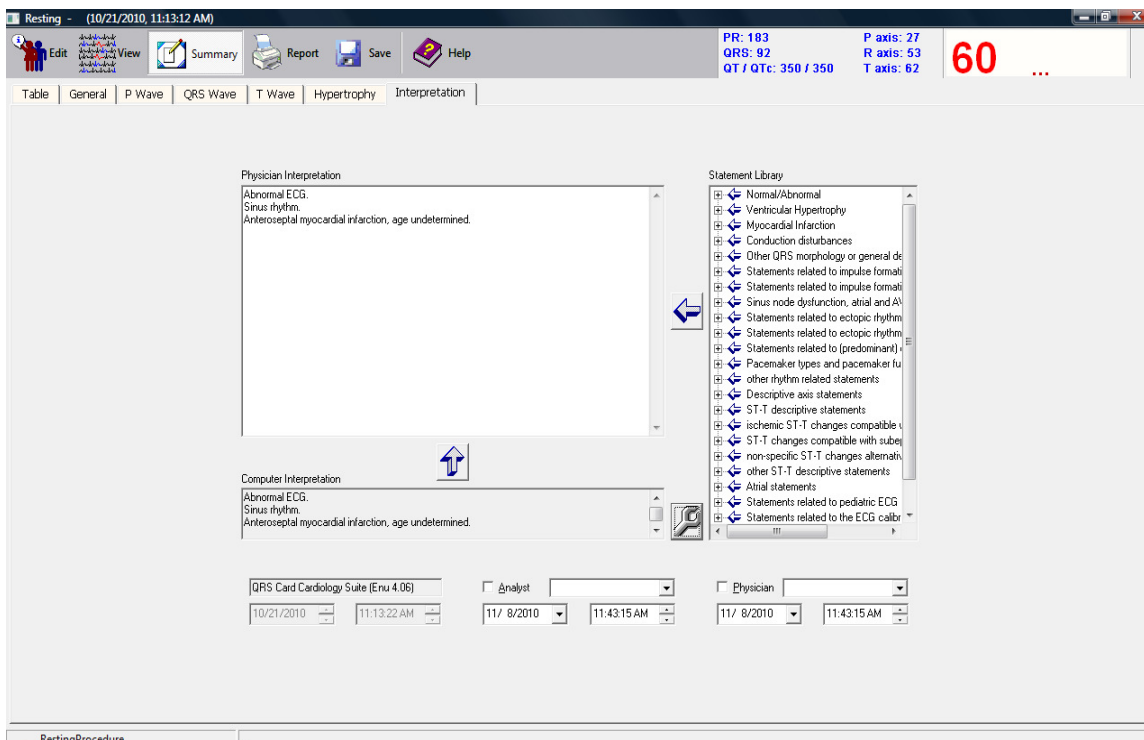 Resting - (10/21/2010, 11:13:12 AM)
Edit View Summary Report Save Help
PR: 183 P axis: 27
QRS: 92 R axis: 53
QT / QTc: 350 / 350 T axis: 62
60 ...
Table General P Wave QRS Wave T Wave Hypertrophy Interpretation
Physician Interpretation
Abnormal ECG.
Sinus rhythm.
Anteroseptal myocardial infarction, age undetermined.
Statement Library
Normal/Abnormal
Ventricular Hypertrophy
Myocardial Infarction
Conduction disturbances
Other QRS morphology or general de
Statements related to impulse formati
Statements related to impulse formati
Sinus node dysfunction, atrial and AV
Statements related to ectopic rhythm
Statements related to ectopic rhythm
Statements related to (predominant)
Pacemaker types and pacemaker fu
other rhythm related statements
Descriptive axis statements
ST-T descriptive statements
ischemic ST-T changes compatible
ST-T changes compatible with sube
non-specific ST-T changes alternativ
other ST-T descriptive statements
Atrial statements
Statements related to pediatric ECG
Statements related to the ECG calibr
Computer Interpretation
Abnormal ECG.
Sinus rhythm.
Anteroseptal myocardial infarction, age undetermined.
QRS Card Cardiology Suite (Enu 4.06)
10/21/2010 11:13:22 AM
Analyst
11/ 8/2010 11:43:15 AM
Physician
11/ 8/2010 11:43:15 AM
RestingProcedure